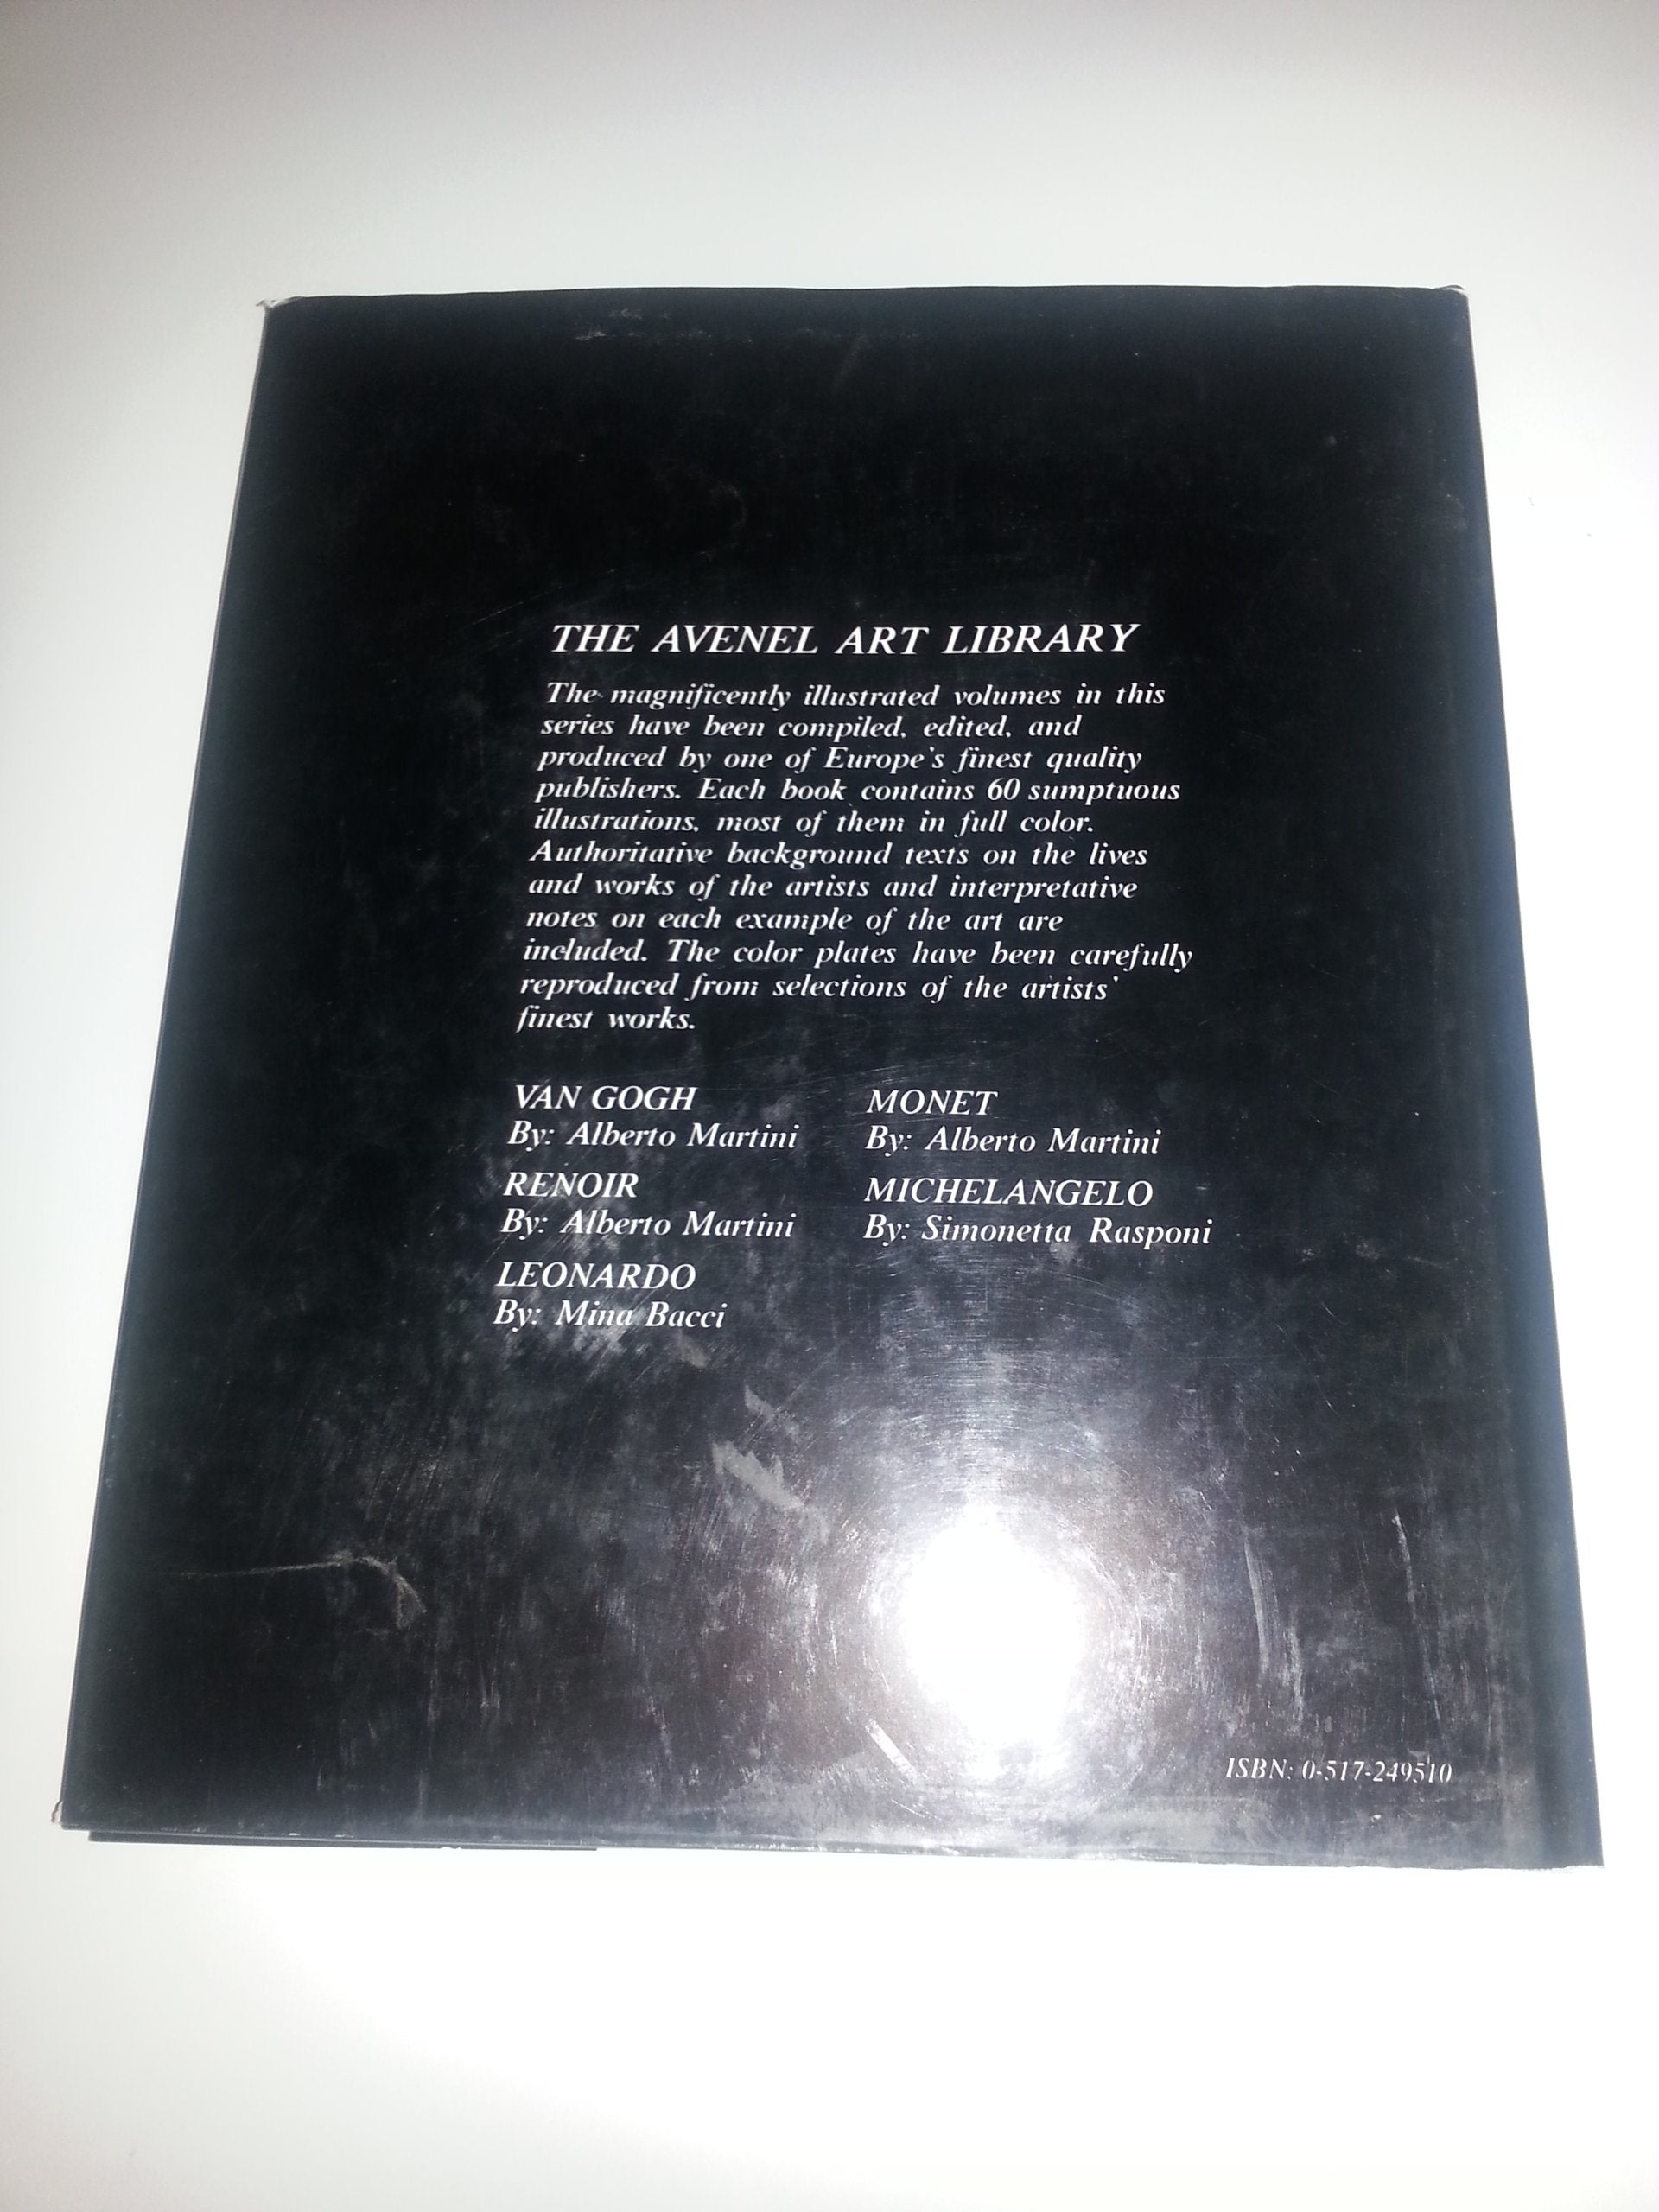 THE AVENEL ART LIBRARY
The magnificently illustrated volumes in this
series have been compiled, edited, and
produced by one of Europe's finest quality
publishers. Each book contains 60 sumptuous
illustrations, most of them in full color.
Authoritative background texts on the lives
and works of the artists and interpretative
notes on each example of the art are
included. The color plates have been carefully
reproduced from selections of the artists'
finest works.
VAN GOGH
By: Alberto Martini
RENOIR
By: Alberto Martini
LEONARDO
By: Mina Bacci
MONET
By: Alberto Martini
MICHELANGELO
By: Simonetta Rasponi
ISBN: 0-517-249510